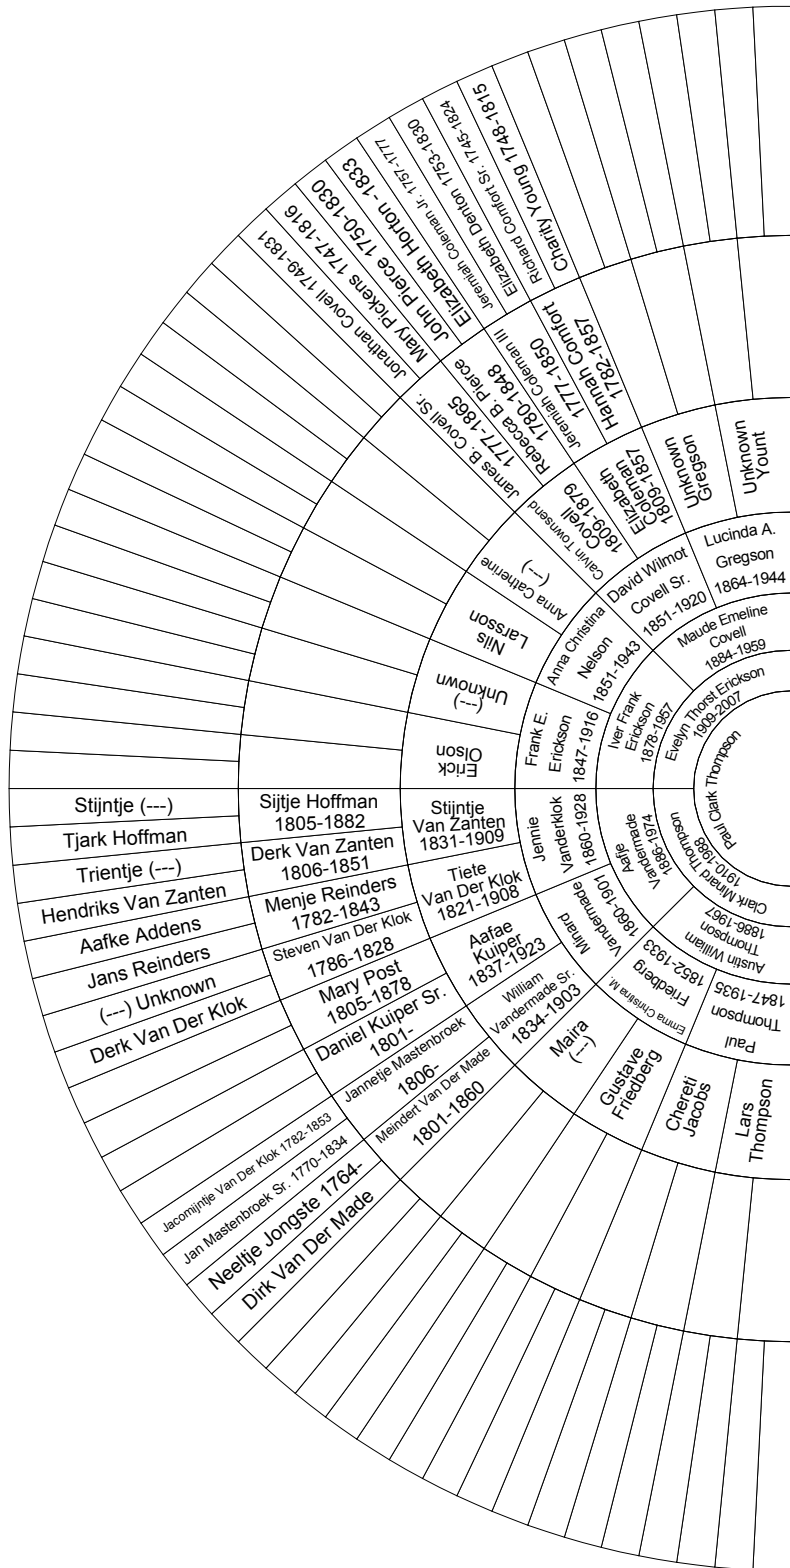 Paul Clark Thompson
Clark Minard Thompson
1910-1988
Evelyn Thorst Erickson
1909-2007
Austin William
Thompson
1886-1967
Aafje
Vandermade
1886-1974
Iver Frank
Erickson
1878-1957
Maude Emeline
Covell
1884-1959
Paul
Thompson
1847-1935
Emma Christina M.
Friedberg
1852-1933
Minard
Vandemade
1860-1901
Jennie
Vanderklok
1860-1928
Frank E.
Erickson
1847-1916
Anna Christina
Nelson
1851-1943
David Wilmot
Covell Sr.
1851-1920
Lucinda A.
Gregson
1864-1944
Lars
Thompson
Chereti
Jacobs
Gustave
Friedberg
Maira
(---)
William
Vandermade Sr.
1834-1903
Aafae
Kuiper
1837-1923
Tiete
Van Der Klok
1821-1908
Stijntje
Van Zanten
1831-1909
Erick
Olson
Unknown
(---)
Nils
Larsson
Anna Catherine
(---)
Calvin Townsend
Covell
1809-1879
Elizabeth
Coleman
1809-1857
Unknown
Gregson
Unknown
Yount
Meindert Van Der Made
1801-1860
Jannetje Mastenbroek
1806-
Daniel Kuiper Sr.
1801-
Mary Post
1805-1878
Steven Van Der Klok
1786-1828
Menje Reinders
1782-1843
Derk Van Zanten
1806-1851
Sijtje Hoffman
1805-1882
James B. Covell Sr.
1777-1865
Rebecca B. Pierce
1780-1848
Jeremiah Coleman III
1777-1850
Hannah Comfort
1782-1857
Dirk Van Der Made
Neeltje Jongste 1764-
Jan Mastenbroek Sr. 1770-1834
Jacomijntje Van Der Klok 1782-1853
Derk Van Der Klok
(---) Unknown
Jans Reinders
Aafke Addens
Hendriks Van Zanten
Trientje (---)
Tjark Hoffman
Stijntje (---)
Jonathan Covell 1749-1831
Mary Pickens 1747-1816
John Pierce 1750-1830
Elizabeth Horton -1833
Jeremiah Coleman Jr. 1757-1777
Elizabeth Denton 1753-1830
Richard Comfort Sr. 1745-1824
Charity Young 1748-1815